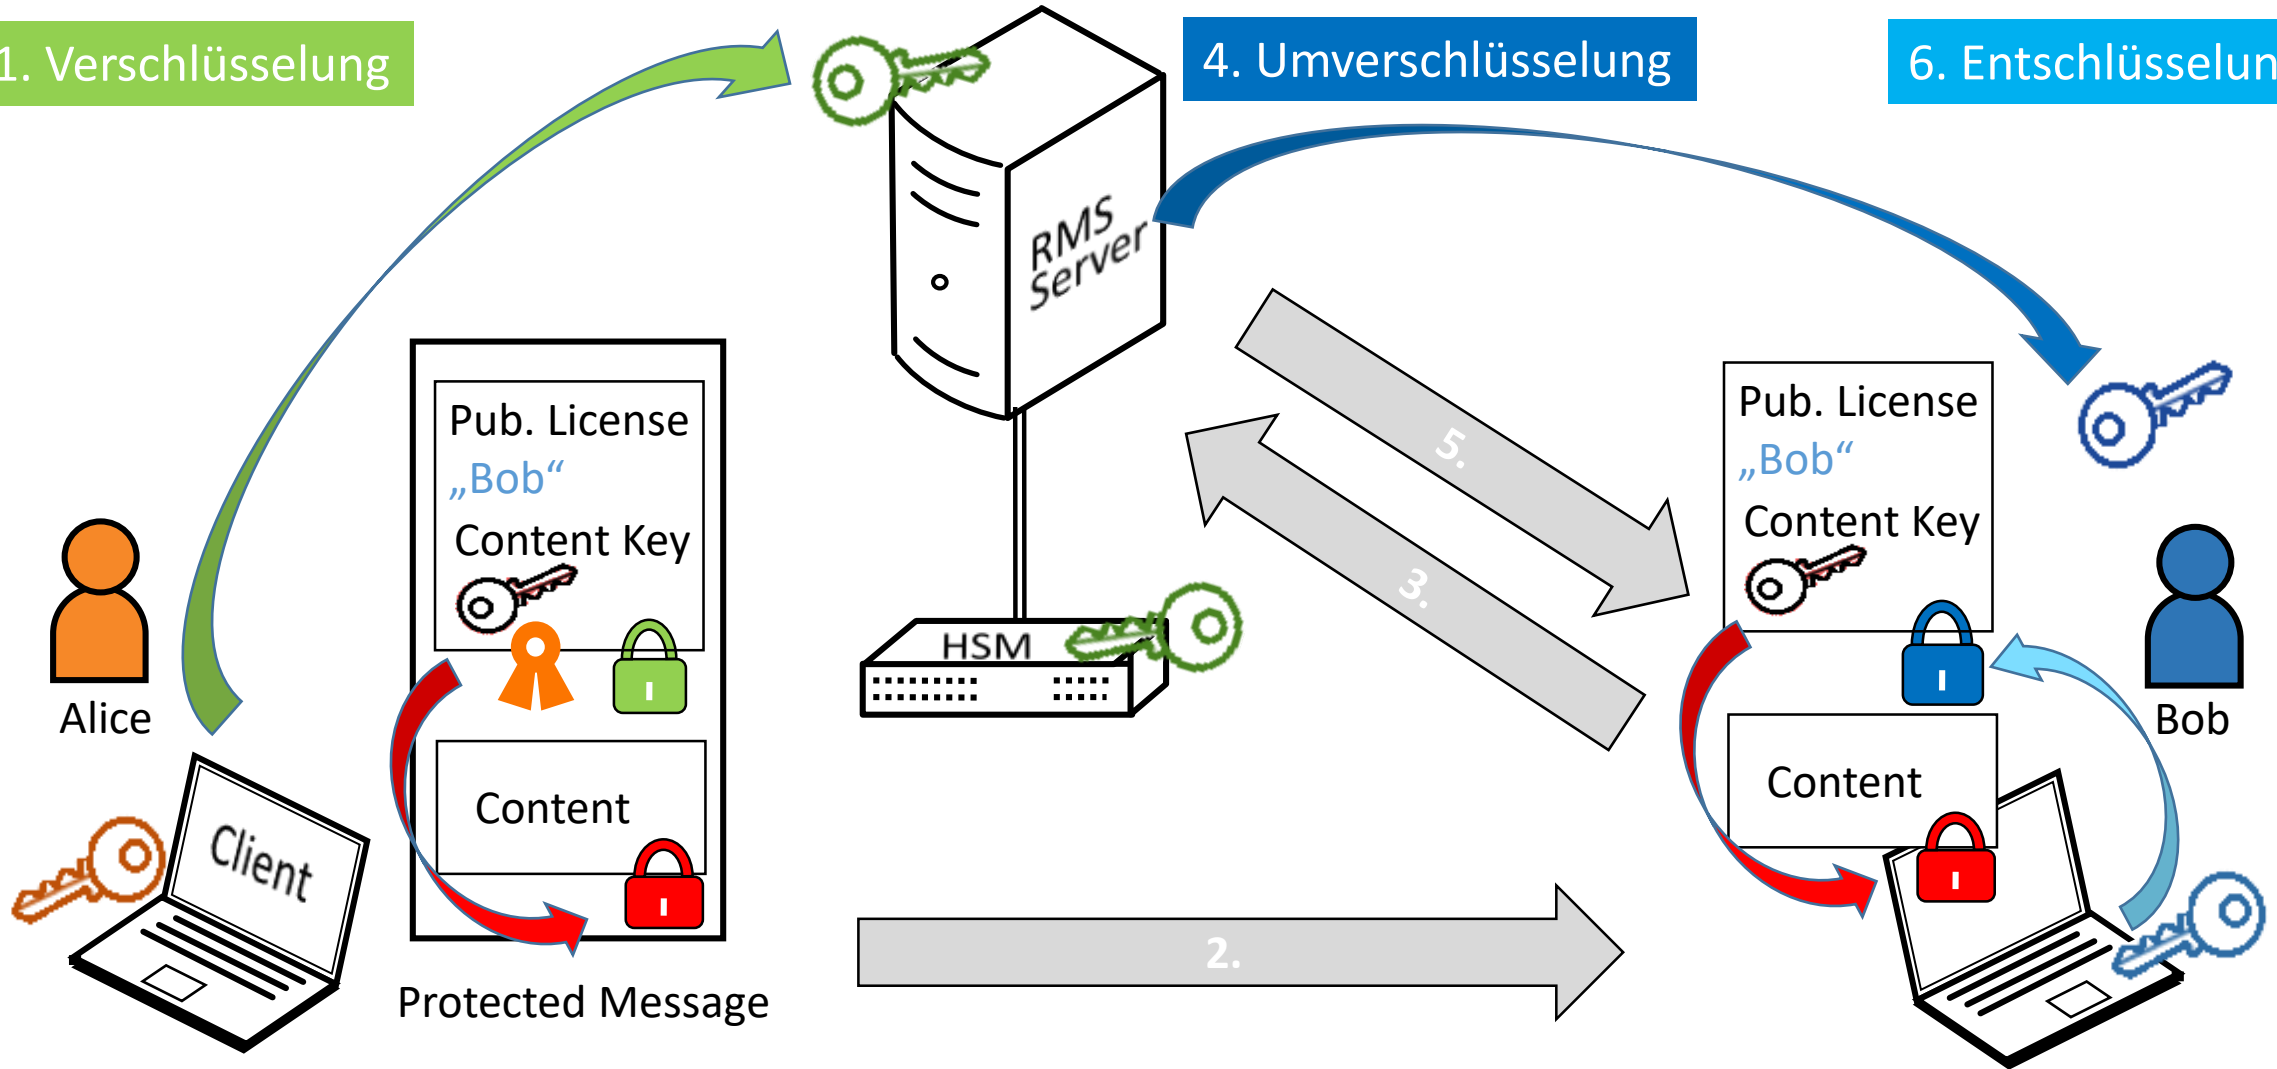 1. Verschlüsselung
4. Umverschlüsselung
6. Entschlüsselun
RMS
Server
Pub. License
„Bob“
Content Key
Content
Protected Message
Alice
Client
HSM
5.
3.
2.
Pub. License
„Bob“
Content Key
Content
Bob